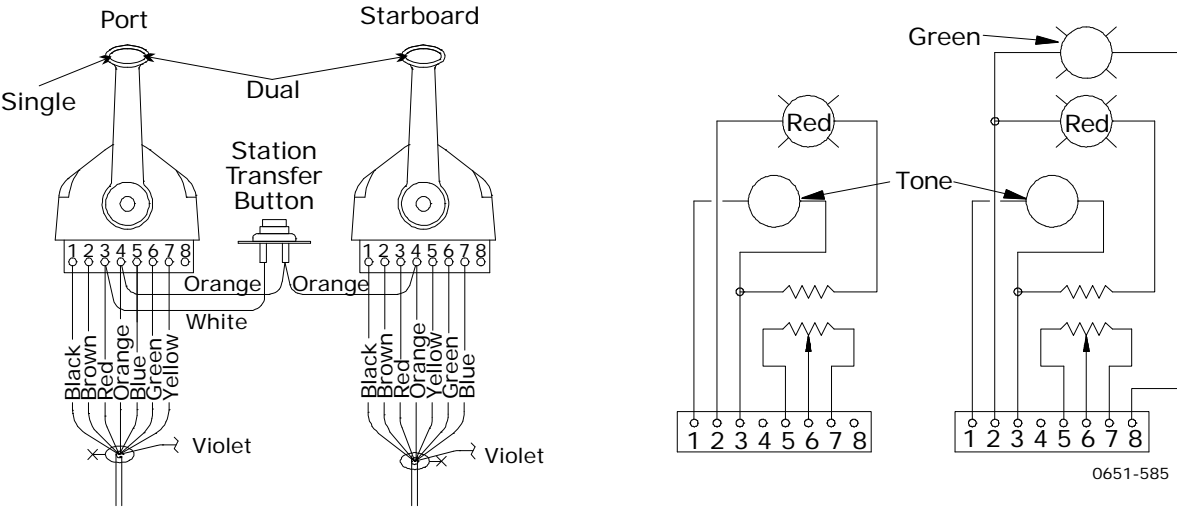 Port
Starboard
Single
Dual
Station
Transfer
Button
1 2 3 4 5 6 7 8
1 2 3 4 5 6 7 8
Orange
Orange
White
Black
Brown
Red
Orange
Blue
Green
Yellow
Violet
Black
Brown
Red
Orange
Yellow
Green
Blue
Violet
Green
Red
Red
Tone
1 2 3 4 5 6 7 8
1 2 3 4 5 6 7 8
0651-585